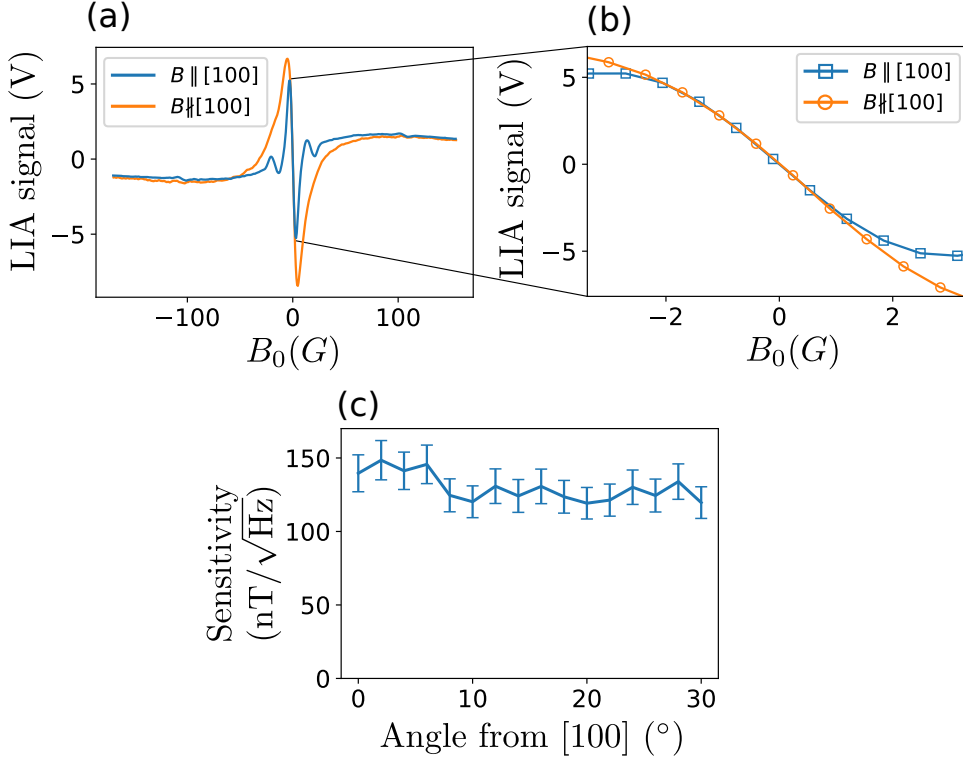 (a)
LIA signal (V)
5
0
−5
B ∥ [100]
B∦[100]
−100
0
100
B₀(G)
(b)
LIA signal (V)
5
0
−5
B ∥ [100]
B∦[100]
−2
0
2
B₀(G)
(c)
Sensitivity
(nT/√Hz)
150
100
50
0
0
10
20
30
Angle from [100] (°)